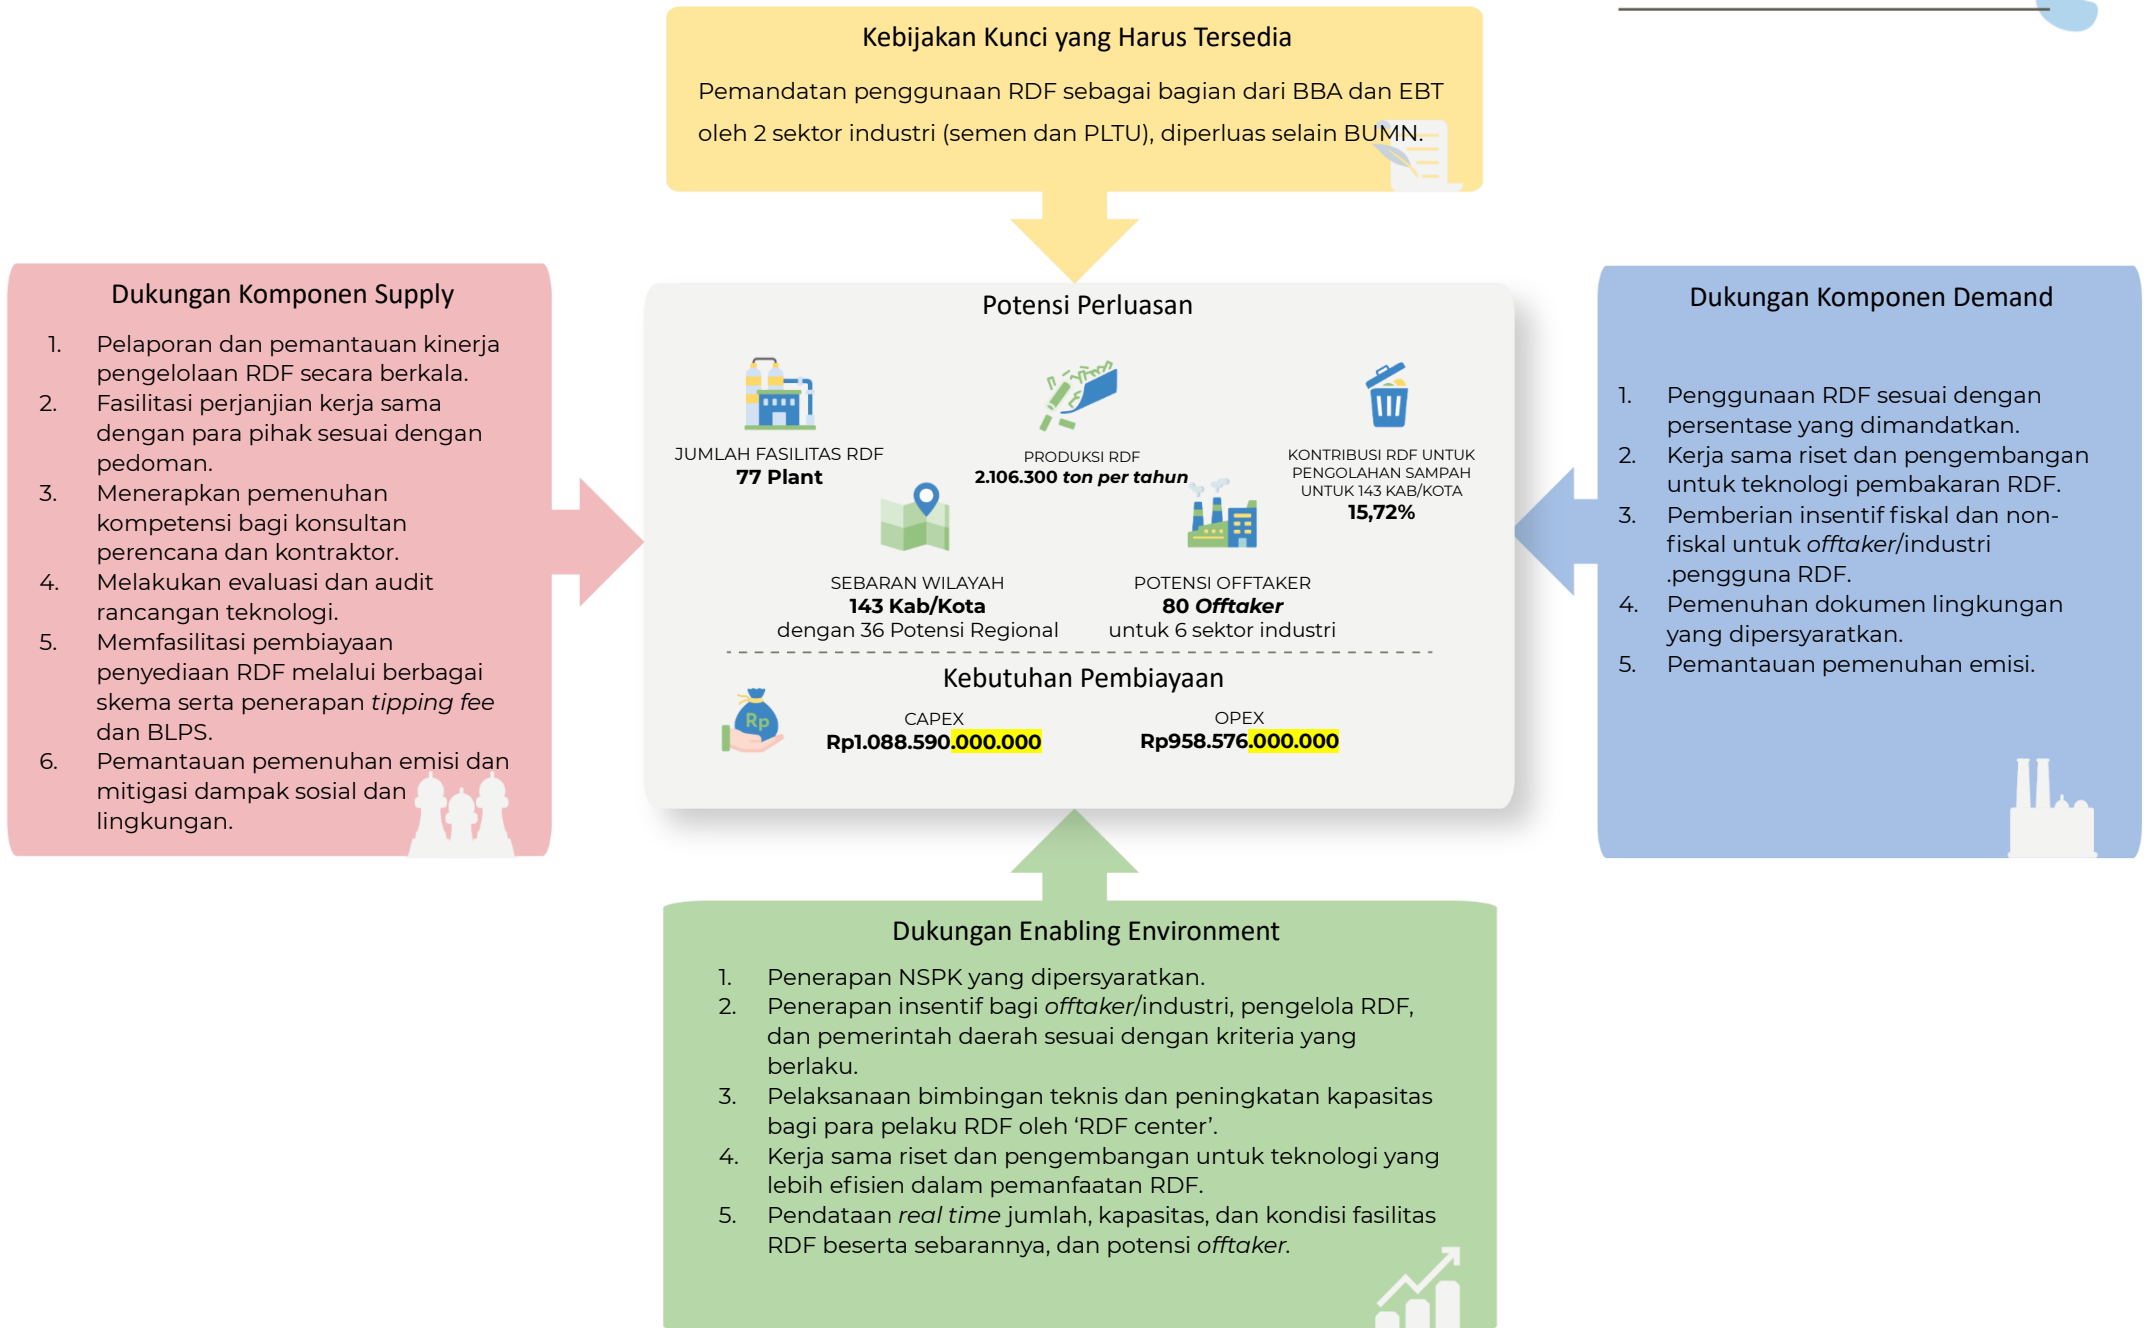 Kebijakan Kunci yang Harus Tersedia
Pemandatan penggunaan RDF sebagai bagian dari BBA dan EBT
oleh 2 sektor industri (semen dan PLTU), diperluas selain BUMN.
Dukungan Komponen Supply
1. Pelaporan dan pemantauan kinerja
pengelolaan RDF secara berkala.
2. Fasilitasi perjanjian kerja sama
dengan para pihak sesuai dengan
pedoman.
3. Menerapkan pemenuhan
kompetensi bagi konsultan
perencana dan kontraktor.
4. Melakukan evaluasi dan audit
rancangan teknologi.
5. Memfasilitasi pembiayaan
penyediaan RDF melalui berbagai
skema serta penerapan tipping fee
dan BLPS.
6. Pemantauan pemenuhan emisi dan
mitigasi dampak sosial dan
lingkungan.
Potensi Perluasan
JUMLAH FASILITAS RDF
77 Plant
PRODUKSI RDF
2.106.300 ton per tahun
KONTRIBUSI RDF UNTUK
PENGOLAHAN SAMPAH
UNTUK 143 KAB/KOTA
15,72%
SEBARAN WILAYAH
143 Kab/Kota
dengan 36 Potensi Regional
POTENSI OFFTAKER
80 Offtaker
untuk 6 sektor industri
Kebutuhan Pembiayaan
Rp
CAPEX
Rp1.088.590.000.000
OPEX
Rp958.576.000.000
Dukungan Komponen Demand
1. Penggunaan RDF sesuai dengan
persentase yang dimandatkan.
2. Kerja sama riset dan pengembangan
untuk teknologi pembakaran RDF.
3. Pemberian insentif fiskal dan non-
fiskal untuk offtaker/industri
.pengguna RDF.
4. Pemenuhan dokumen lingkungan
yang dipersyaratkan.
5. Pemantauan pemenuhan emisi.
Dukungan Enabling Environment
1. Penerapan NSPK yang dipersyaratkan.
2. Penerapan insentif bagi offtaker/industri, pengelola RDF,
dan pemerintah daerah sesuai dengan kriteria yang
berlaku.
3. Pelaksanaan bimbingan teknis dan peningkatan kapasitas
bagi para pelaku RDF oleh ‘RDF center’.
4. Kerja sama riset dan pengembangan untuk teknologi yang
lebih efisien dalam pemanfaatan RDF.
5. Pendataan real time jumlah, kapasitas, dan kondisi fasilitas
RDF beserta sebarannya, dan potensi offtaker.